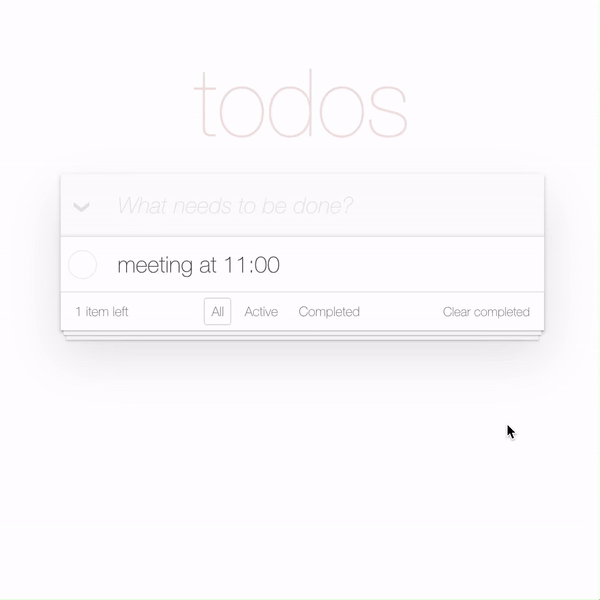 todos
What needs to be done?
meeting at 11:00
1 item left All Active Completed Clear completed